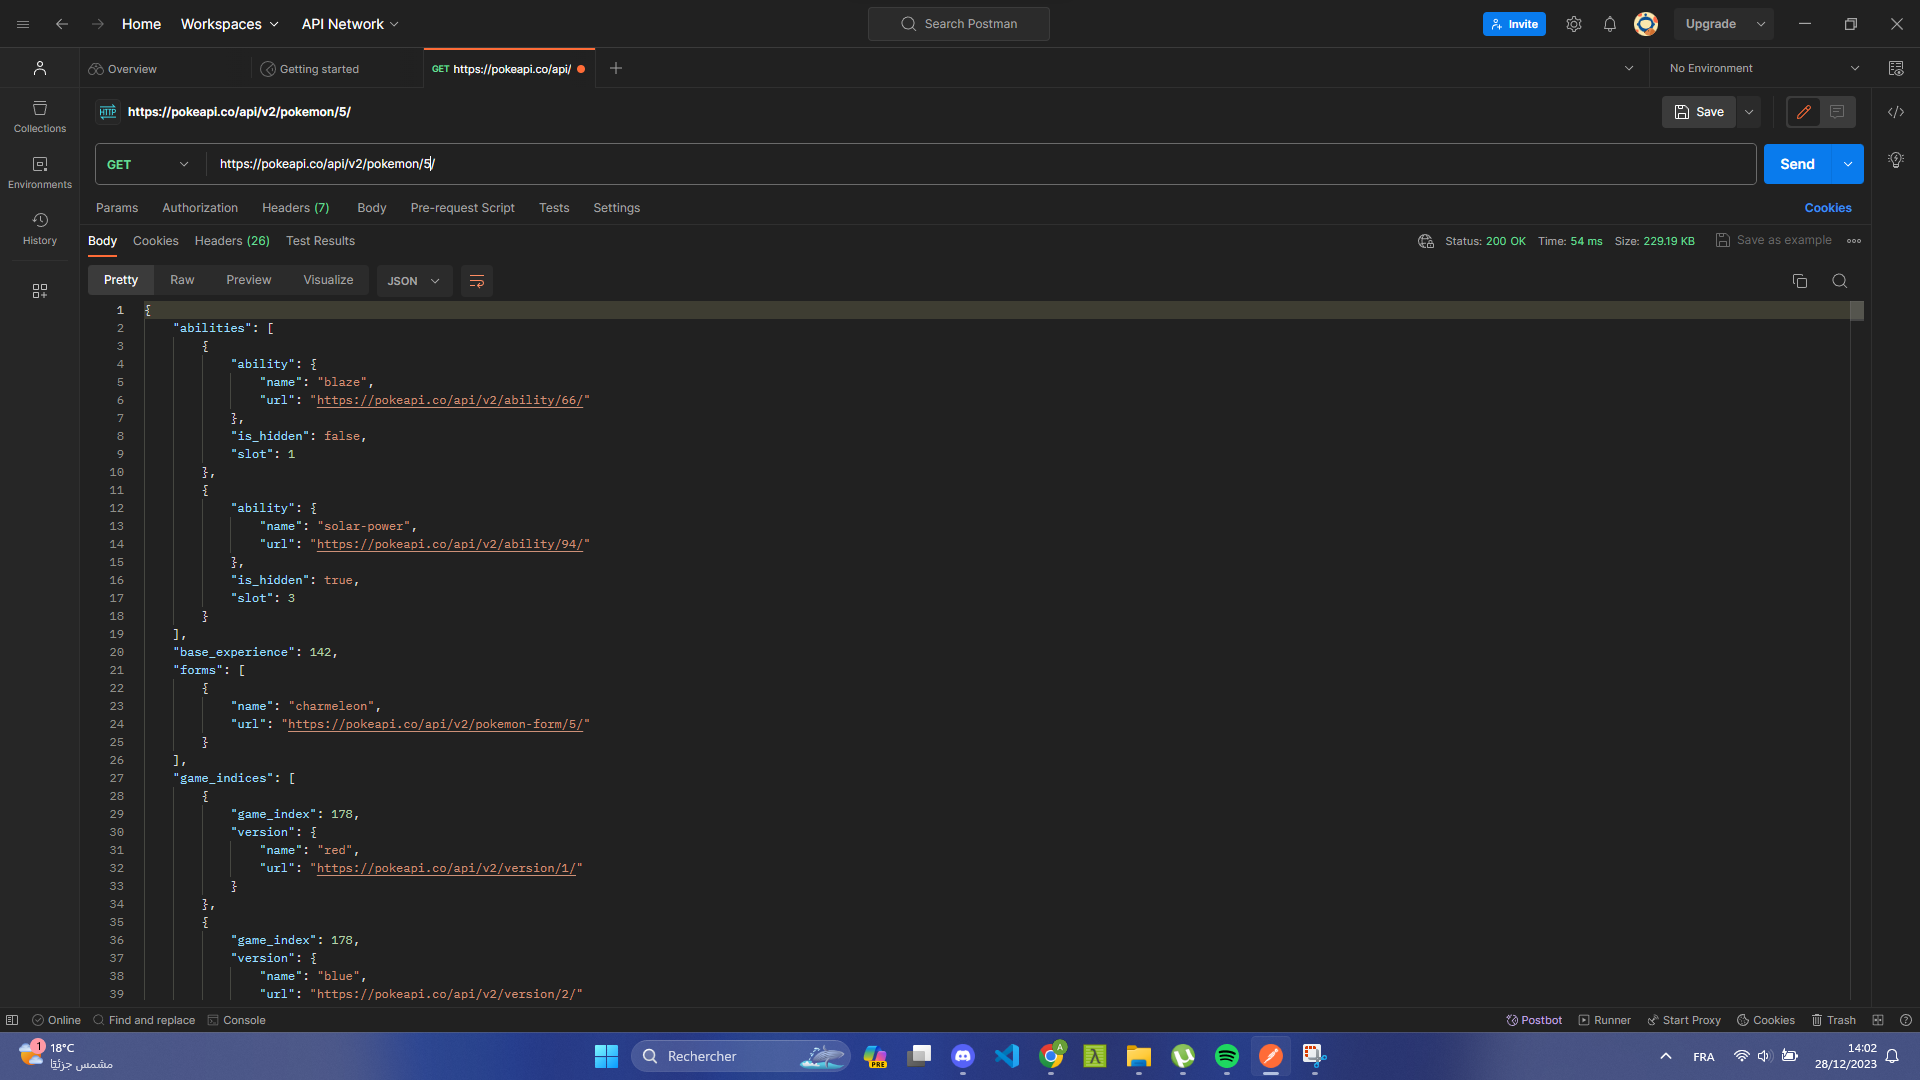 Home Workspaces API Network Search Postman Invite Upgrade
Overview Getting started GET https://pokeapi.co/api/ No Environment
HTTP https://pokeapi.co/api/v2/pokemon/5/ Save
Collections
GET https://pokeapi.co/api/v2/pokemon/5/ Send
Environments
Params Authorization Headers (7) Body Pre-request Script Tests Settings Cookies
History
Body Cookies Headers (26) Test Results Status: 200 OK Time: 54 ms Size: 229.19 KB Save as example
Pretty Raw Preview Visualize JSON
1 {
2 "abilities": [
3 {
4 "ability": {
5 "name": "blaze",
6 "url": "https://pokeapi.co/api/v2/ability/66/"
7 },
8 "is_hidden": false,
9 "slot": 1
10 },
11 {
12 "ability": {
13 "name": "solar-power",
14 "url": "https://pokeapi.co/api/v2/ability/94/"
15 },
16 "is_hidden": true,
17 "slot": 3
18 }
19 ],
20 "base_experience": 142,
21 "forms": [
22 {
23 "name": "charmeleon",
24 "url": "https://pokeapi.co/api/v2/pokemon-form/5/"
25 }
26 ],
27 "game_indices": [
28 {
29 "game_index": 178,
30 "version": {
31 "name": "red",
32 "url": "https://pokeapi.co/api/v2/version/1/"
33 }
34 },
35 {
36 "game_index": 178,
37 "version": {
38 "name": "blue",
39 "url": "https://pokeapi.co/api/v2/version/2/"
Online Find and replace Console Postbot Runner Start Proxy Cookies Trash
1 18°C
مشمس جزئيًا
Rechercher PRE A λ FRA 14:02
28/12/2023